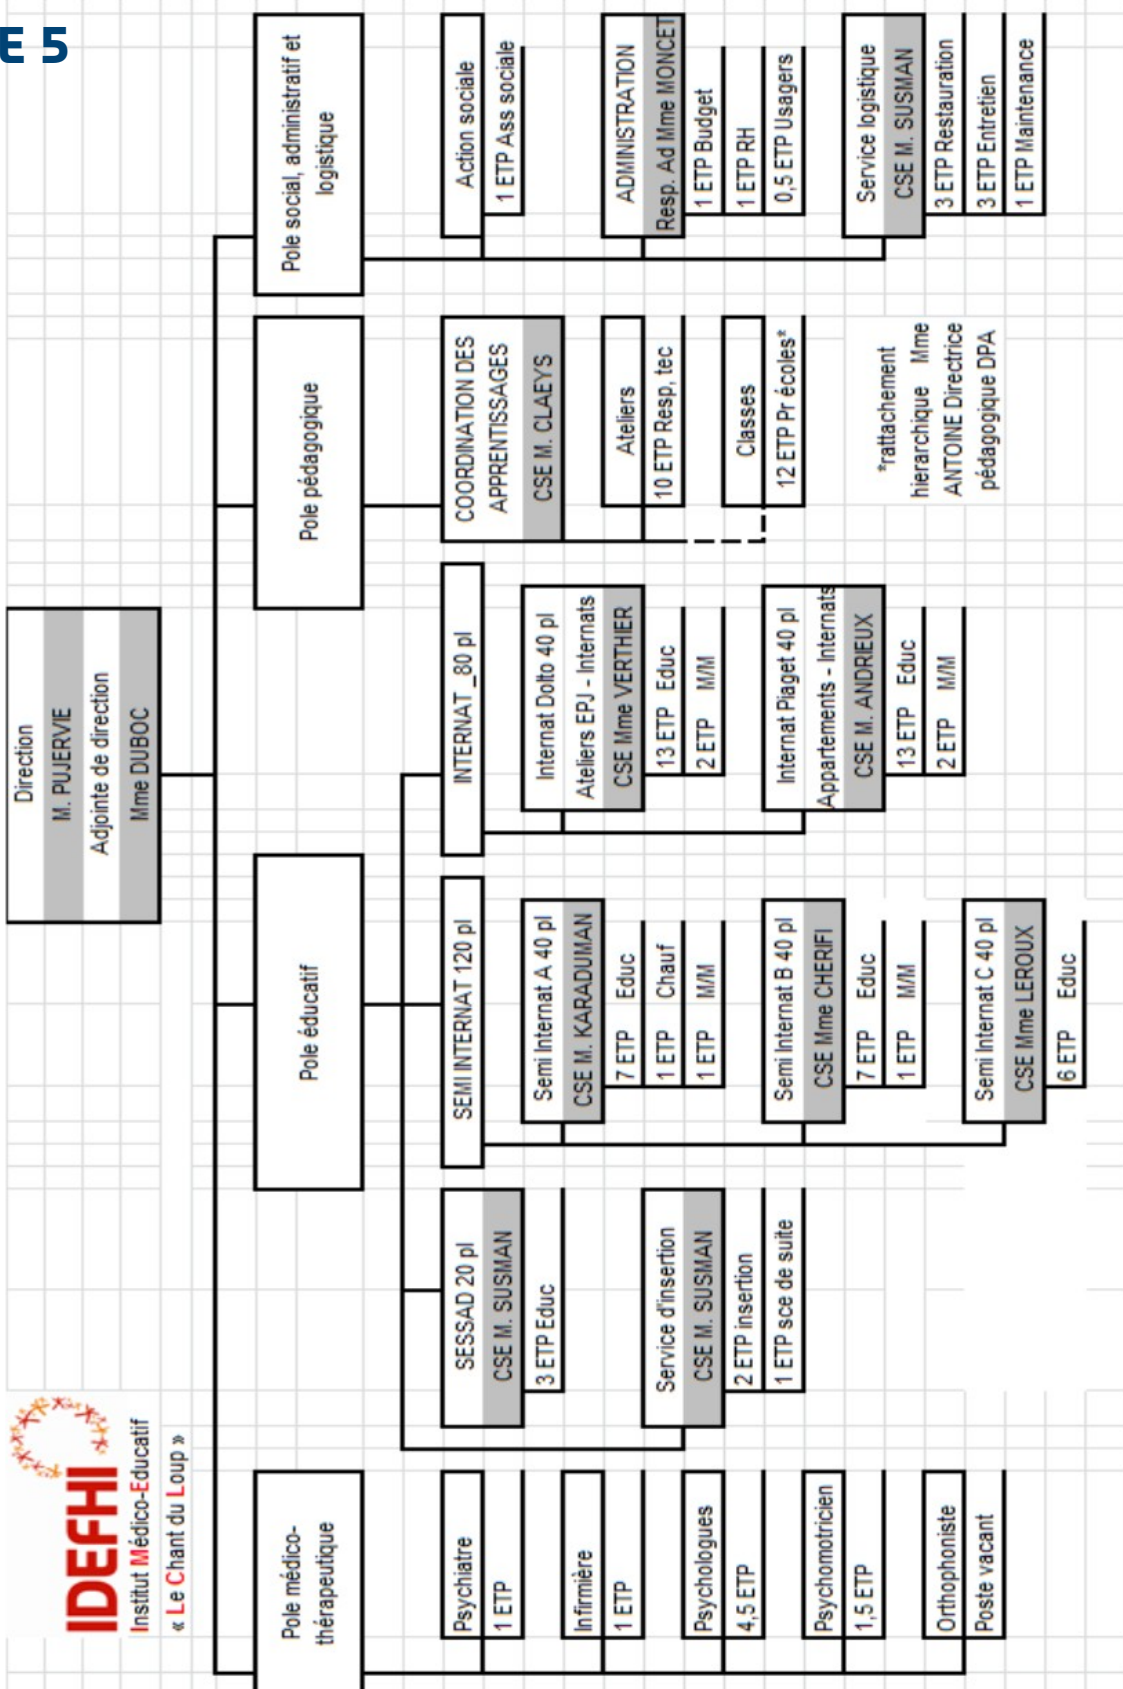 E 5
IDEFHI
Institut Médico-Educatif
« Le Chant du Loup »
Direction
M. PUJERVIE
Adjointe de direction
Mme DUBOC
Pole médico-
thérapeutique
Psychiatre
1 ETP
Infirmière
1 ETP
Psychologues
4,5 ETP
Psychomotricien
1,5 ETP
Orthophoniste
Poste vacant
Pole éducatif
SESSAD 20 pl
CSE M. SUSMAN
3 ETP Educ
Service d'insertion
CSE M. SUSMAN
2 ETP insertion
1 ETP sce de suite
SEMI INTERNAT 120 pl
Semi Internat A 40 pl
CSE M. KARADUMAN
7 ETP Educ
1 ETP Chauf
1 ETP M/M
Semi Internat B 40 pl
CSE Mme CHERIFI
7 ETP Educ
1 ETP M/M
Semi Internat C 40 pl
CSE Mme LEROUX
6 ETP Educ
INTERNAT _80 pl
Internat Dolto 40 pl
Ateliers EPJ - Internats
CSE Mme VERTHIER
13 ETP Educ
2 ETP M/M
Internat Piaget 40 pl
Appartements - Internats
CSE M. ANDRIEUX
13 ETP Educ
2 ETP M/M
Pole pédagogique
COORDINATION DES
APPRENTISSAGES
CSE M. CLAEYS
Ateliers
10 ETP Resp, tec
Classes
12 ETP Pr écoles*
*rattachement
hierarchique Mme
ANTOINE Directrice
pédagogique DPA
Pole social, administratif et
logistique
Action sociale
1 ETP Ass sociale
ADMINISTRATION
Resp. Ad Mme MONCET
1 ETP Budget
1 ETP RH
0,5 ETP Usagers
Service logistique
CSE M. SUSMAN
3 ETP Restauration
3 ETP Entretien
1 ETP Maintenance